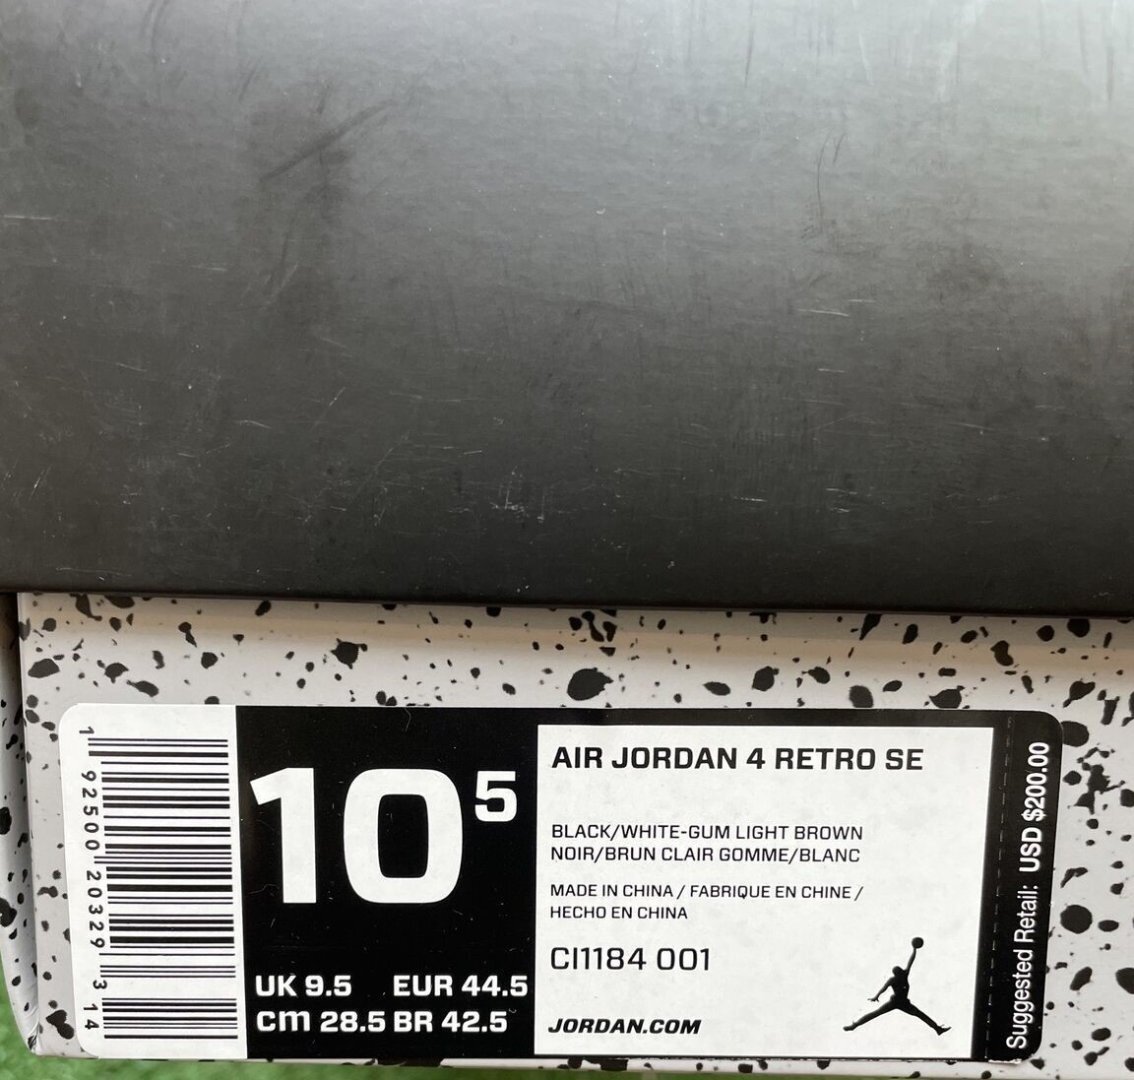 1 92500 20329 3 14
10 5
UK 9.5 EUR 44.5
cm 28.5 BR 42.5
AIR JORDAN 4 RETRO SE
BLACK/WHITE-GUM LIGHT BROWN
NOIR/BRUN CLAIR GOMME/BLANC
MADE IN CHINA / FABRIQUE EN CHINE /
HECHO EN CHINA
CI1184 001
JORDAN.COM
Suggested Retail: USD $200.00